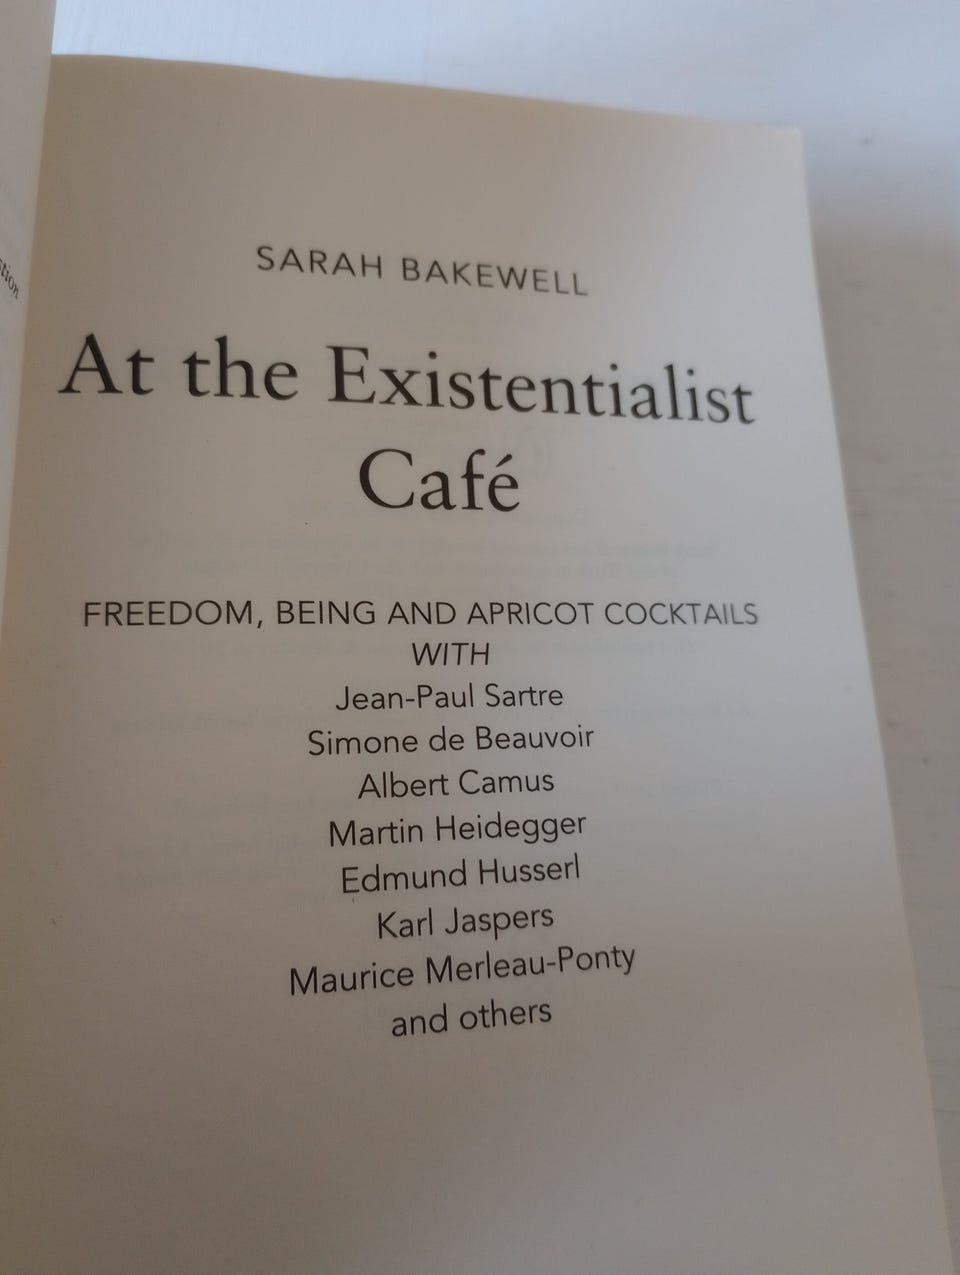 SARAH BAKEWELL
At the Existentialist
Café
FREEDOM, BEING AND APRICOT COCKTAILS
WITH
Jean-Paul Sartre
Simone de Beauvoir
Albert Camus
Martin Heidegger
Edmund Husserl
Karl Jaspers
Maurice Merleau-Ponty
and others